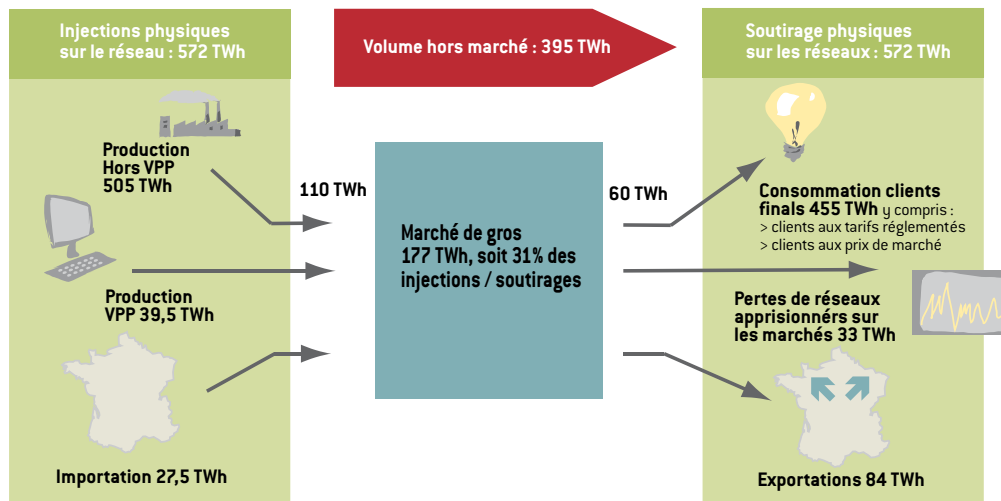 Injections physiques
sur le réseau : 572 TWh
Volume hors marché : 395 TWh
Soutirage physiques
sur les réseaux : 572 TWh
Production
Hors VPP
505 TWh
110 TWh
Production
VPP 39,5 TWh
Importation 27,5 TWh
Marché de gros
177 TWh, soit 31% des
injections / soutirages
60 TWh
Consommation clients
finals 455 TWh y compris :
> clients aux tarifs réglementés
> clients aux prix de marché
Pertes de réseaux
apprisionnérs sur
les marchés 33 TWh
Exportations 84 TWh